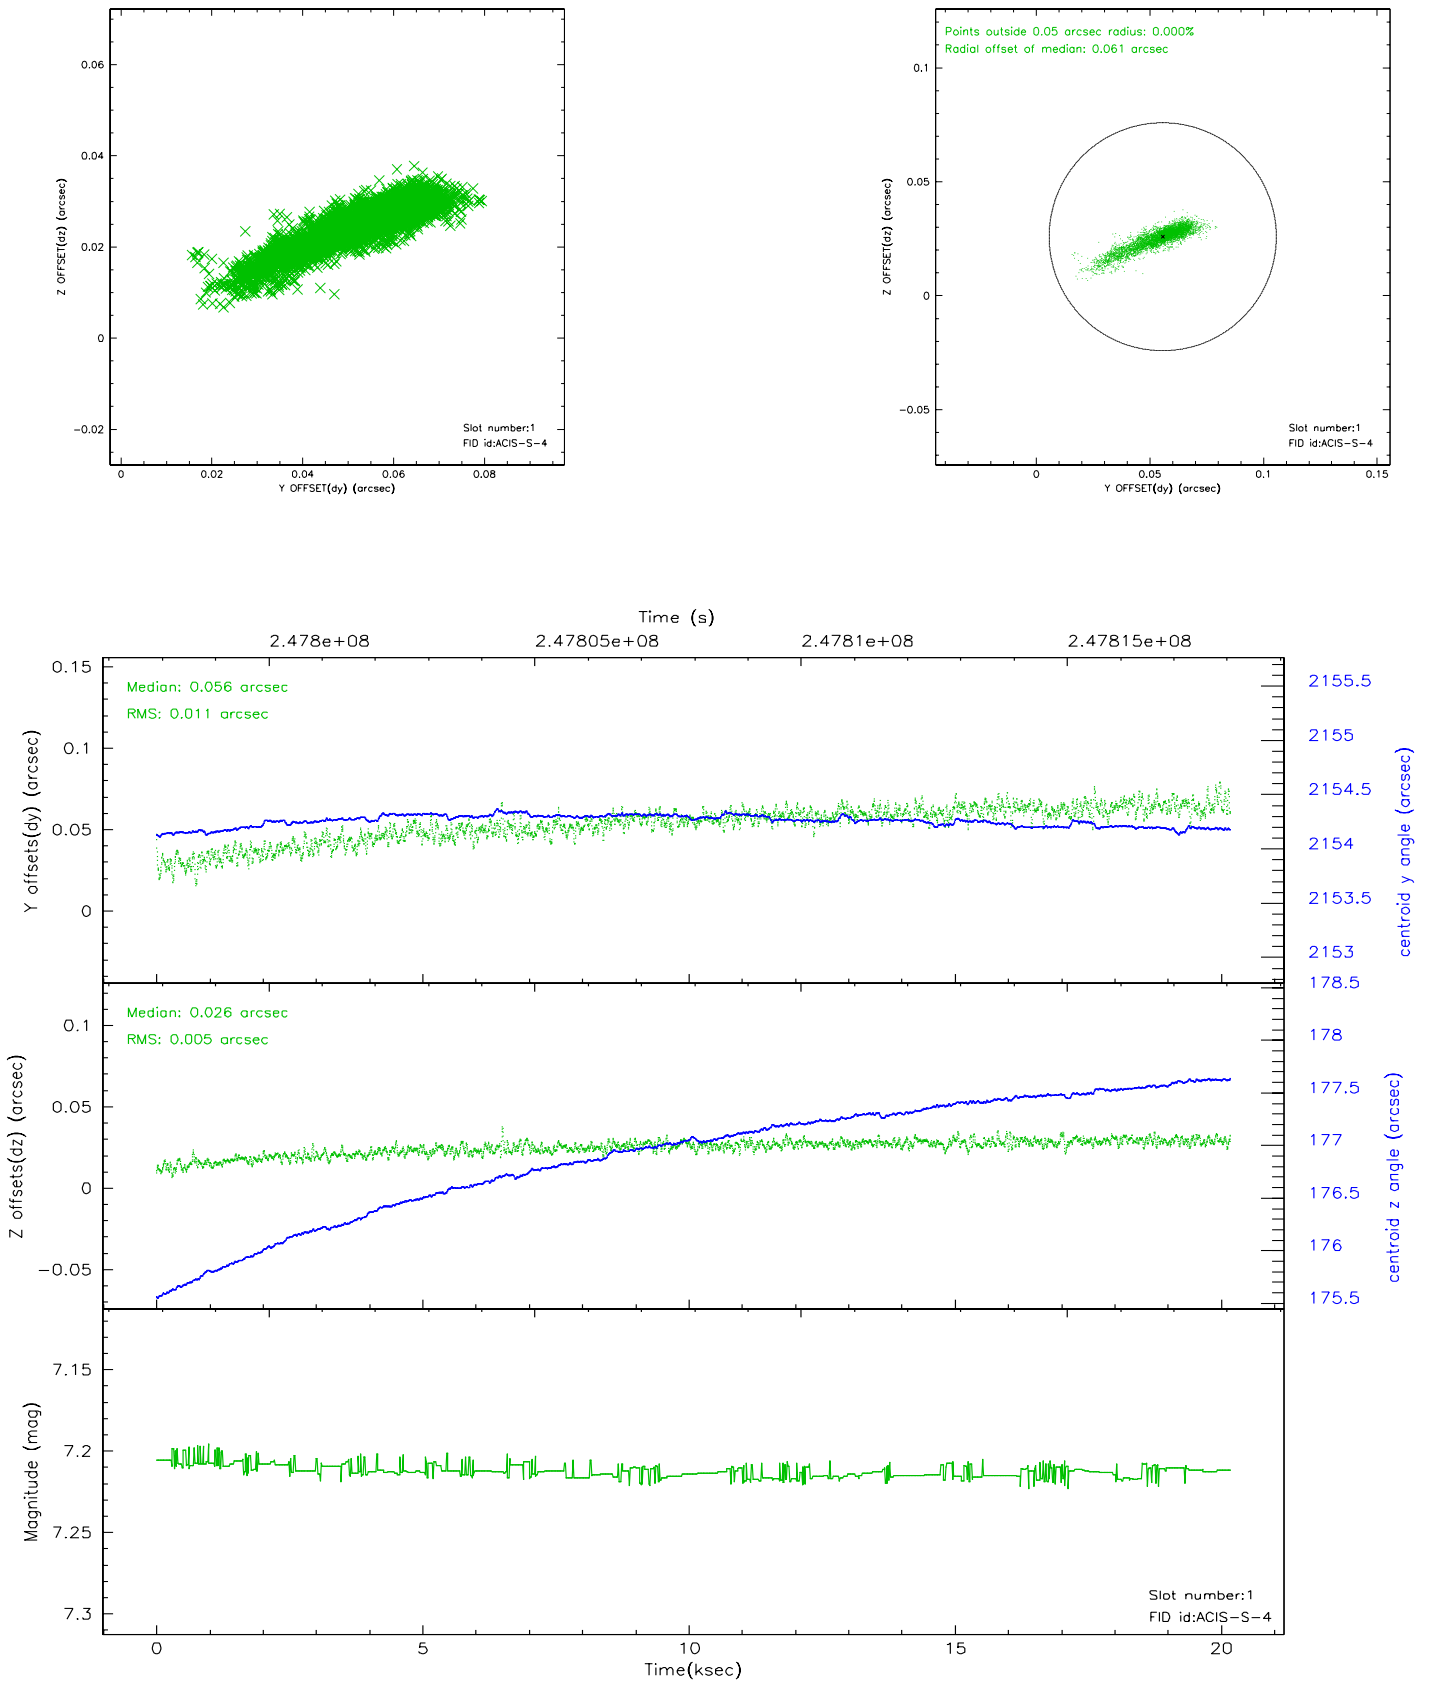 0.06
0.04
0.02
0
−0.02
Z OFFSET(dz) (arcsec)
Slot number:1
FID id:ACIS−S−4
0 0.02 0.04 0.06 0.08
Y OFFSET(dy) (arcsec)
Points outside 0.05 arcsec radius: 0.000%
Radial offset of median: 0.061 arcsec
0.1
0.05
0
−0.05
Z OFFSET(dz) (arcsec)
Slot number:1
FID id:ACIS−S−4
0 0.05 0.1 0.15
Y OFFSET(dy) (arcsec)
Time (s)
2.478e+08 2.47805e+08 2.4781e+08 2.47815e+08
0.15
0.1
0.05
0
Y offsets(dy) (arcsec)
Median: 0.056 arcsec
RMS: 0.011 arcsec
2155.5
2155
2154.5
2154
2153.5
2153
centroid y angle (arcsec)
0.1
0.05
0
−0.05
Z offsets(dz) (arcsec)
Median: 0.026 arcsec
RMS: 0.005 arcsec
178.5
178
177.5
177
176.5
176
175.5
centroid z angle (arcsec)
7.15
7.2
7.25
7.3
Magnitude (mag)
Slot number:1
FID id:ACIS−S−4
0 5 10 15 20
Time(ksec)